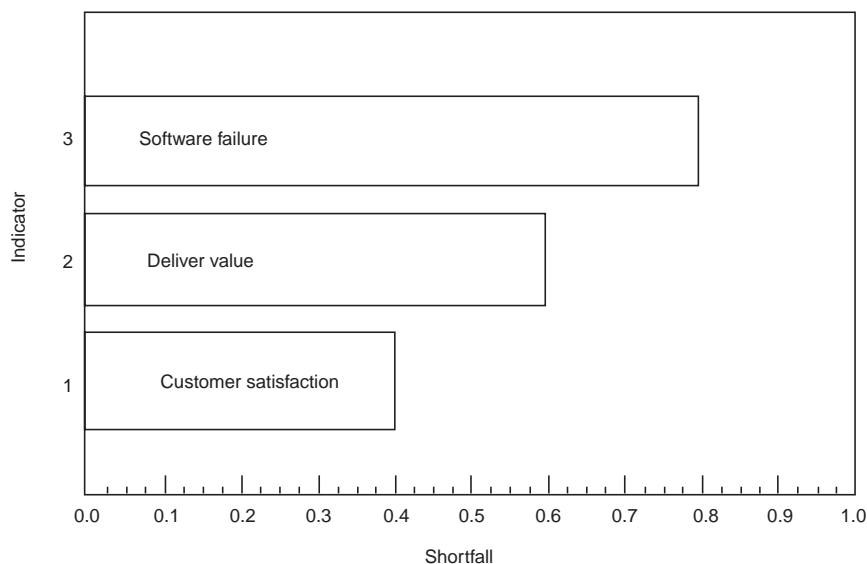 Indicator
3
Software failure
2
Deliver value
1
Customer satisfaction
0.0 0.1 0.2 0.3 0.4 0.5 0.6 0.7 0.8 0.9 1.0
Shortfall